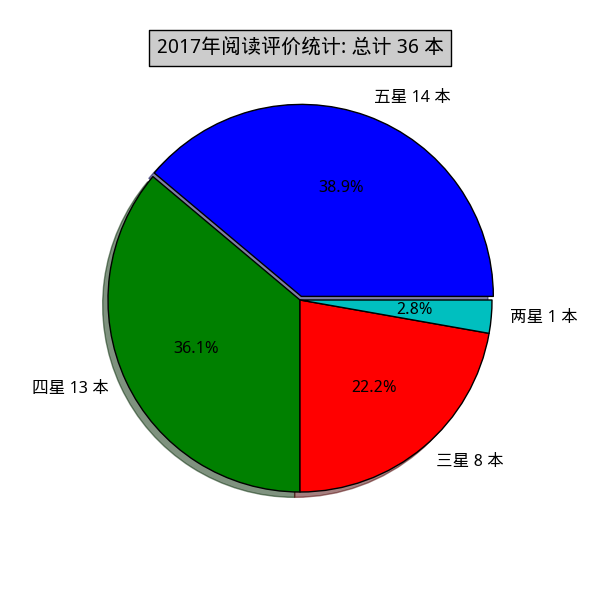 2017年阅读评价统计: 总计 36 本
五星 14 本
38.9%
两星 1 本
2.8%
36.1%
22.2%
四星 13 本
三星 8 本